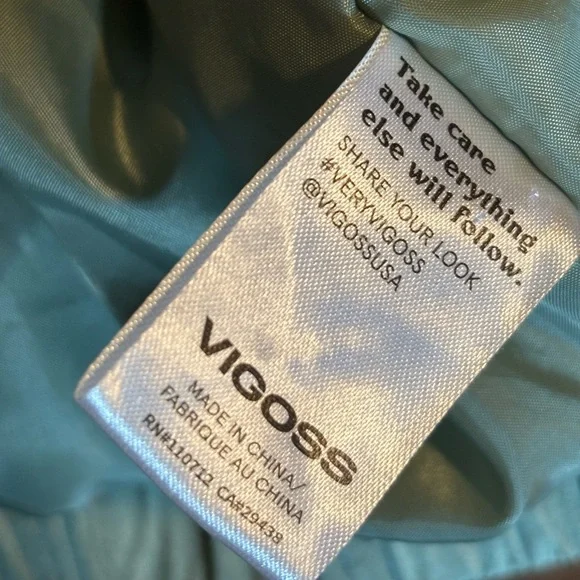 Take care
and everything
else will follow.
SHARE YOUR LOOK
#VERYVIGOSS
@VIGOSSUSA
VIGOSS
MADE IN CHINA/
FABRIQUE AU CHINA
RN#110712 CA#29438